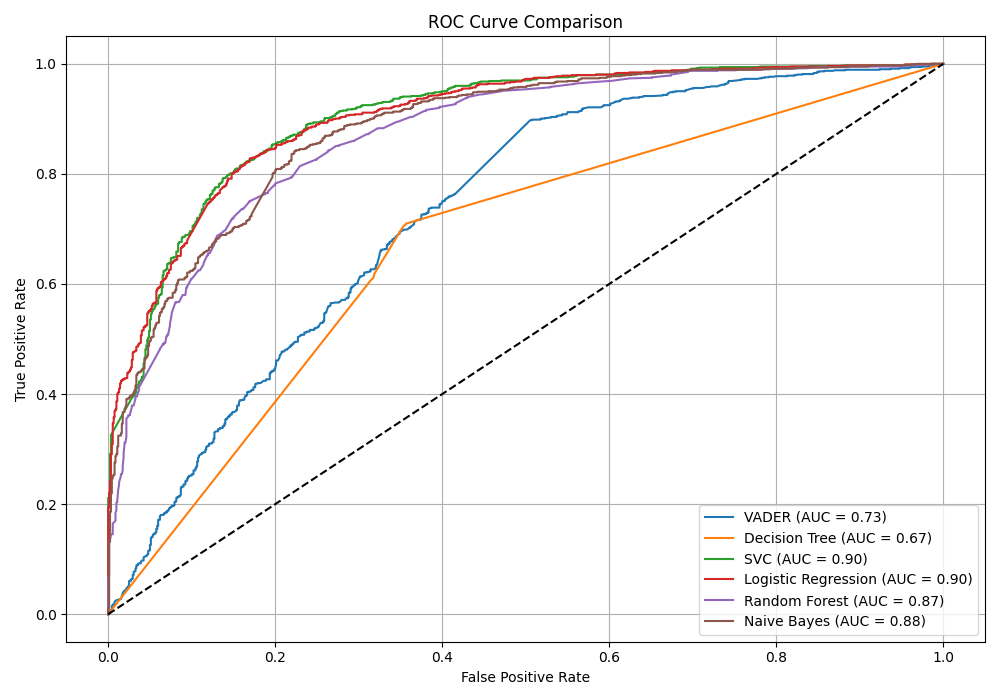 ROC Curve Comparison
True Positive Rate
1.0
0.8
0.6
0.4
0.2
0.0
VADER (AUC = 0.73)
Decision Tree (AUC = 0.67)
SVC (AUC = 0.90)
Logistic Regression (AUC = 0.90)
Random Forest (AUC = 0.87)
Naive Bayes (AUC = 0.88)
0.0 0.2 0.4 0.6 0.8 1.0
False Positive Rate